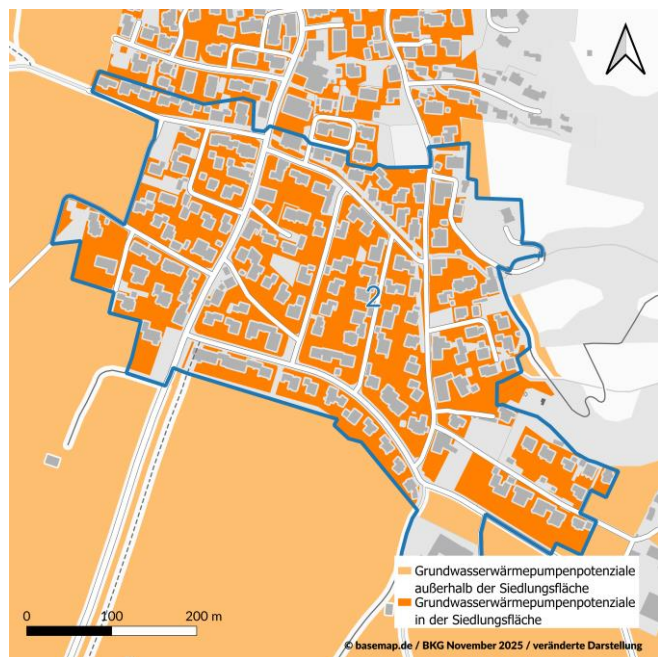 2
Grundwasserwärmepumpenpotenziale
außerhalb der Siedlungsfläche
Grundwasserwärmepumpenpotenziale
in der Siedlungsfläche
0 100 200 m
© basemap.de / BKG November 2025 / veränderte Darstellung